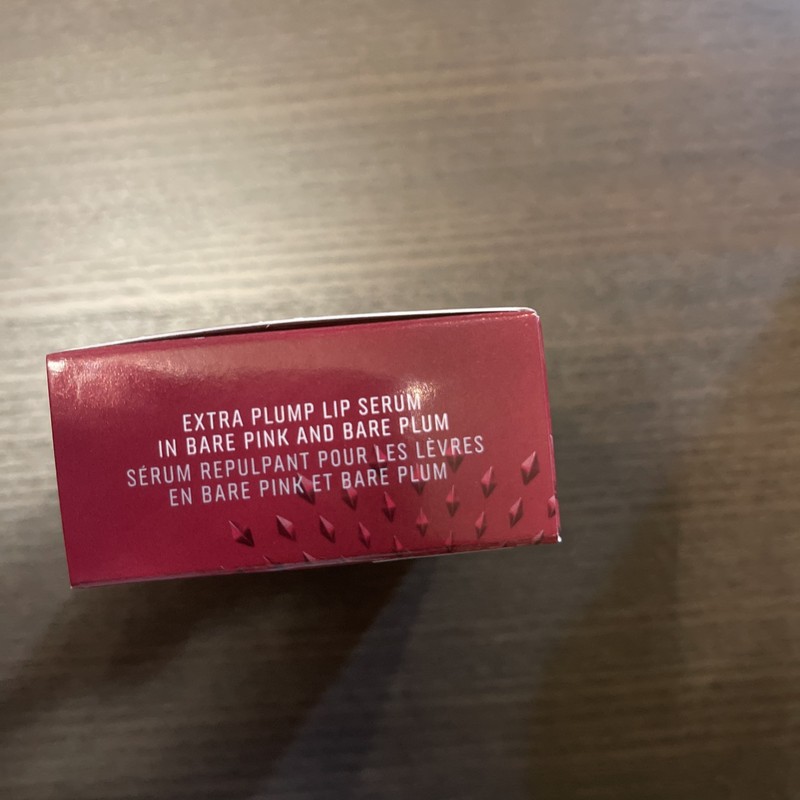 EXTRA PLUMP LIP SERUM
IN BARE PINK AND BARE PLUM
SÉRUM REPULPANT POUR LES LÈVRES
EN BARE PINK ET BARE PLUM